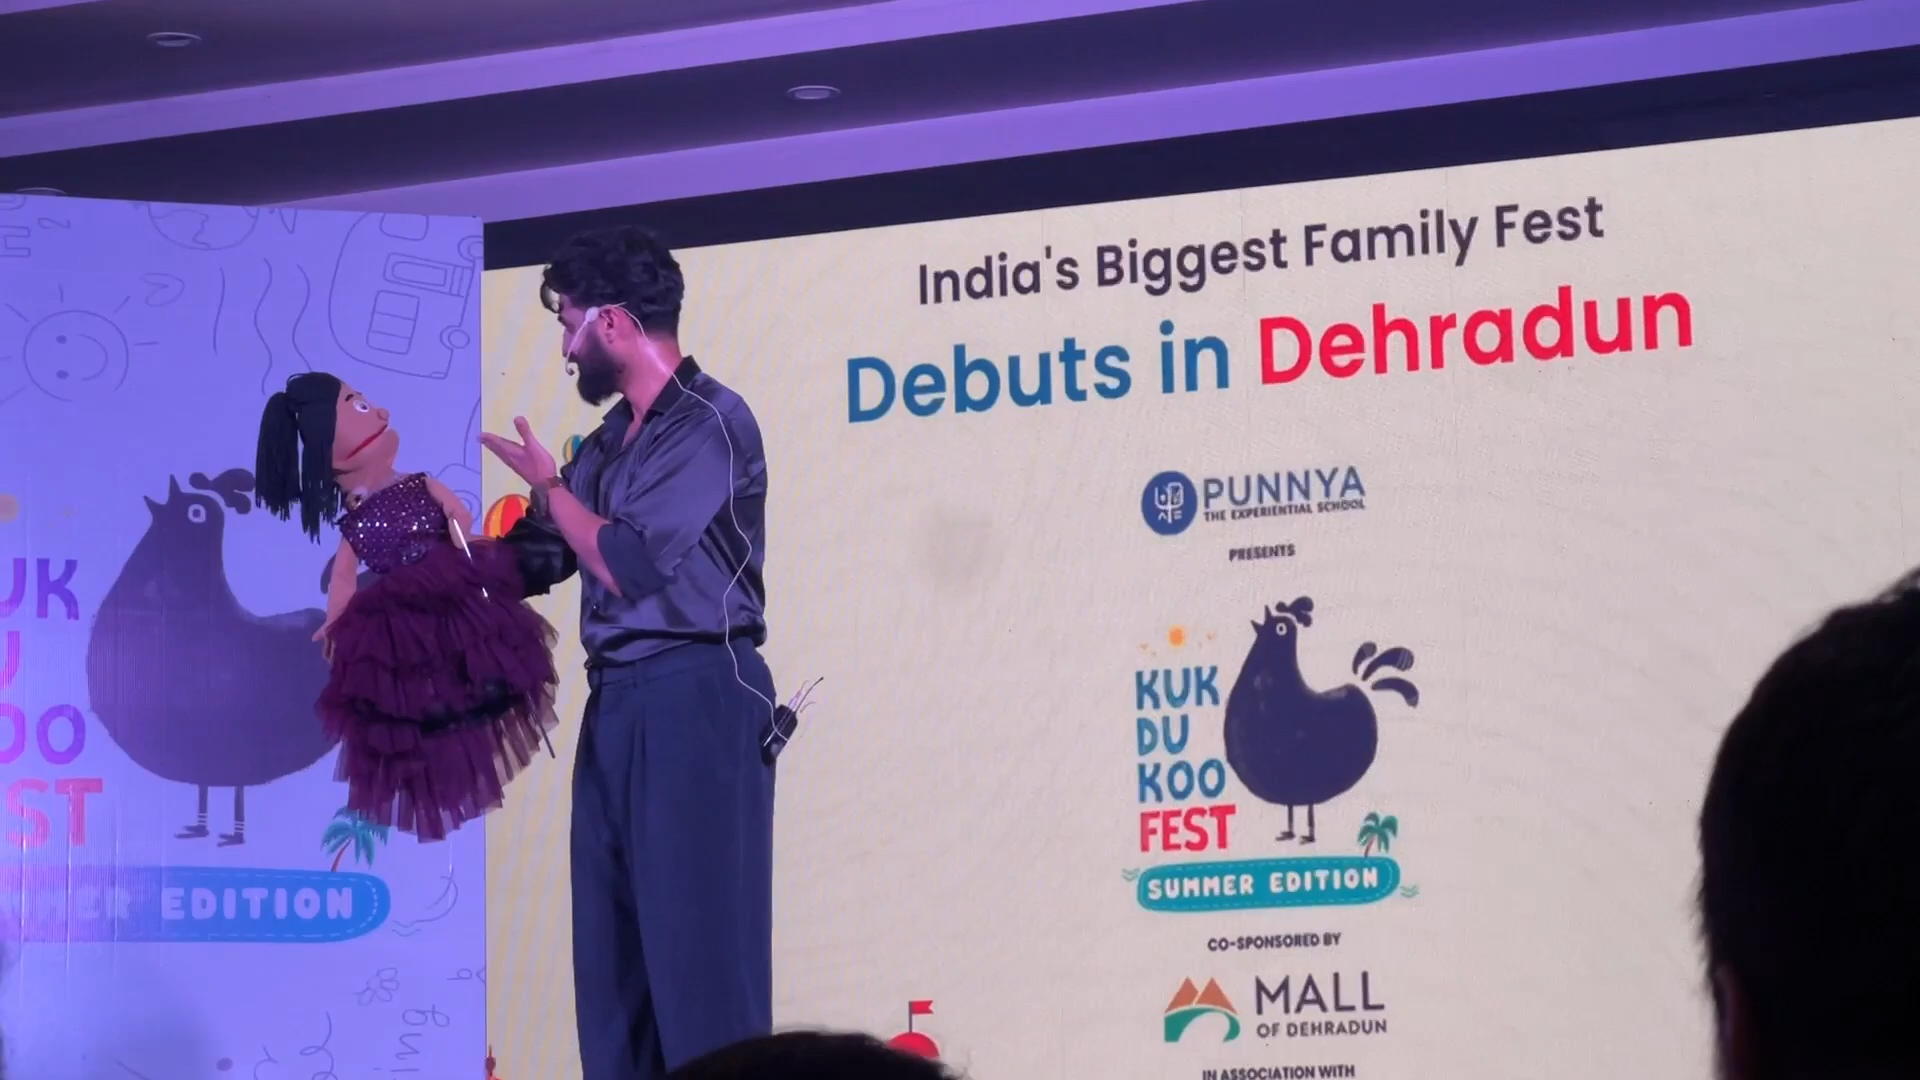 India's Biggest Family Fest
Debuts in Dehradun
PUNNYA
THE EXPERIENTIAL SCHOOL
PRESENTS
KUK
DU
KOO
FEST
SUMMER EDITION
CO-SPONSORED BY
MALL
OF DEHRADUN
IN ASSOCIATION WITH
UK
U
OO
ST
MMER EDITION